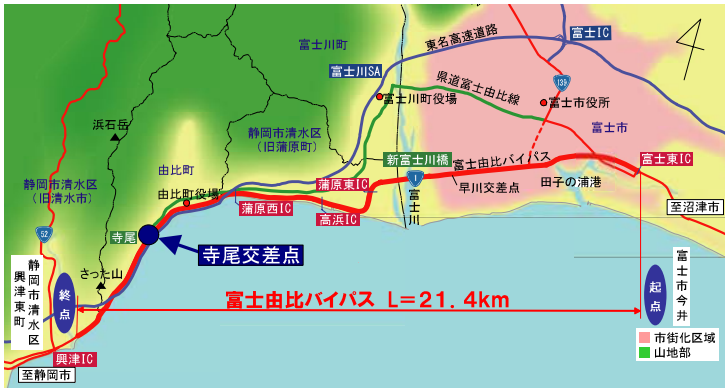 東名高速道路
富士IC
富士川町
富士川SA
県道富士由比線
139
富士川町役場
富士市役所
浜石岳
静岡市清水区
（旧蒲原町）
富士市
由比町
新富士川橋
富士由比バイパス
富士東IC
静岡市清水区
（旧清水市）
由比町役場
蒲原東IC
1
早川交差点
田子の浦港
蒲原西IC
高浜IC
富士川
至沼津市
寺尾
寺尾交差点
52
静岡市清水区
興津東町
さった山
終点
富士由比バイパス L=21.4km
起点
富士市今井
興津IC
至静岡市
市街化区域
山地部